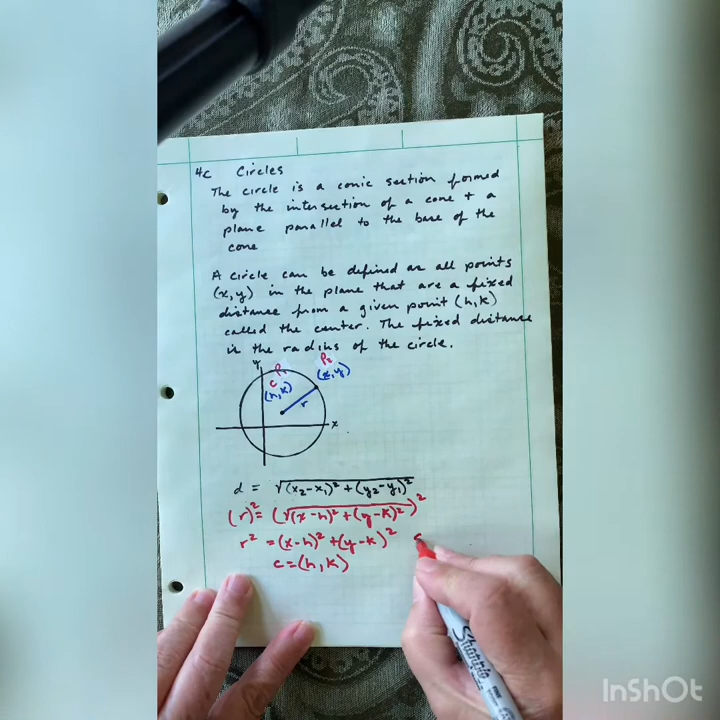 4c Circles
The circle is a conic section formed
by the intersection of a cone + a
plane parallel to the base of the
cone
A circle can be defined as all points
(x,y) in the plane that are a fixed
distance from a given point (h,k)
called the center. The fixed distance
is the radius of the circle.
y
P₁
P₂
c
(x,y)
(h,k)
r
x
d = √(x₂-x₁)² + (y₂-y₁)²
(r)² = (√(x-h)² + (y-k)²)²
r² = (x-h)² + (y-k)²
c = (h,k)
Sharpie
InShOt